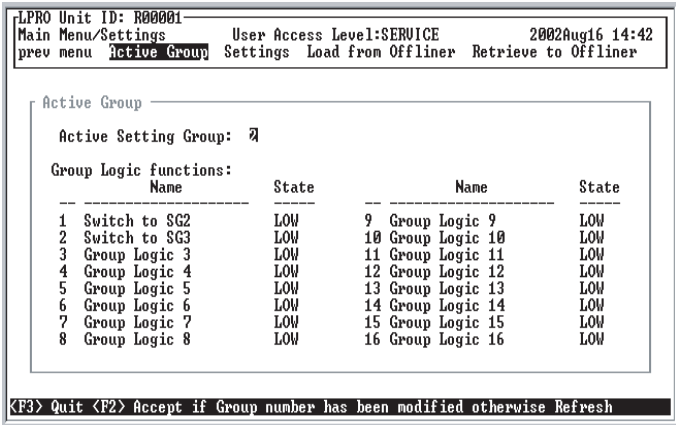 LPRO Unit ID: R00001
Main Menu/Settings User Access Level:SERVICE 2002Aug16 14:42
prev menu Active Group Settings Load from Offliner Retrieve to Offliner
Active Group
Active Setting Group:
Group Logic functions:
Name State Name State
1 Switch to SG2 LOW 9 Group Logic 9 LOW
2 Switch to SG3 LOW 10 Group Logic 10 LOW
3 Group Logic 3 LOW 11 Group Logic 11 LOW
4 Group Logic 4 LOW 12 Group Logic 12 LOW
5 Group Logic 5 LOW 13 Group Logic 13 LOW
6 Group Logic 6 LOW 14 Group Logic 14 LOW
7 Group Logic 7 LOW 15 Group Logic 15 LOW
8 Group Logic 8 LOW 16 Group Logic 16 LOW
<F3> Quit <F2> Accept if Group number has been modified otherwise Refresh